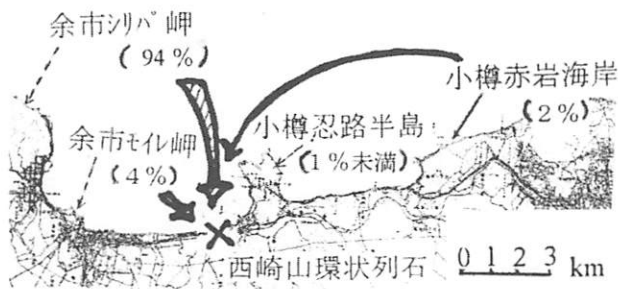 余市シリパ岬
(94%)
小樽赤岩海岸
(2%)
小樽忍路半島
(1%未満)
余市モイレ岬
(4%)
西崎山環状列石
0 1 2 3 km